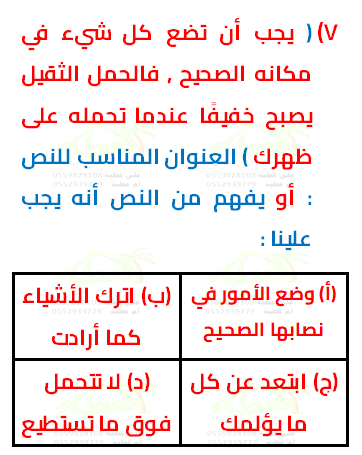 ٧) ( يجب أن تضع كل شيء في
مكانه الصحيح , فالحمل الثقيل
يصبح خفيفًا عندما تحمله على
ظهرك ) العنوان المناسب للنص
: أو يفهم من النص أنه يجب
علينا :
(أ) وضع الأمور في
نصابها الصحيح
(ب) اترك الأشياء
كما أرادت
(ج) ابتعد عن كل
ما يؤلمك
(د) لا تتحمل
فوق ما تستطيع